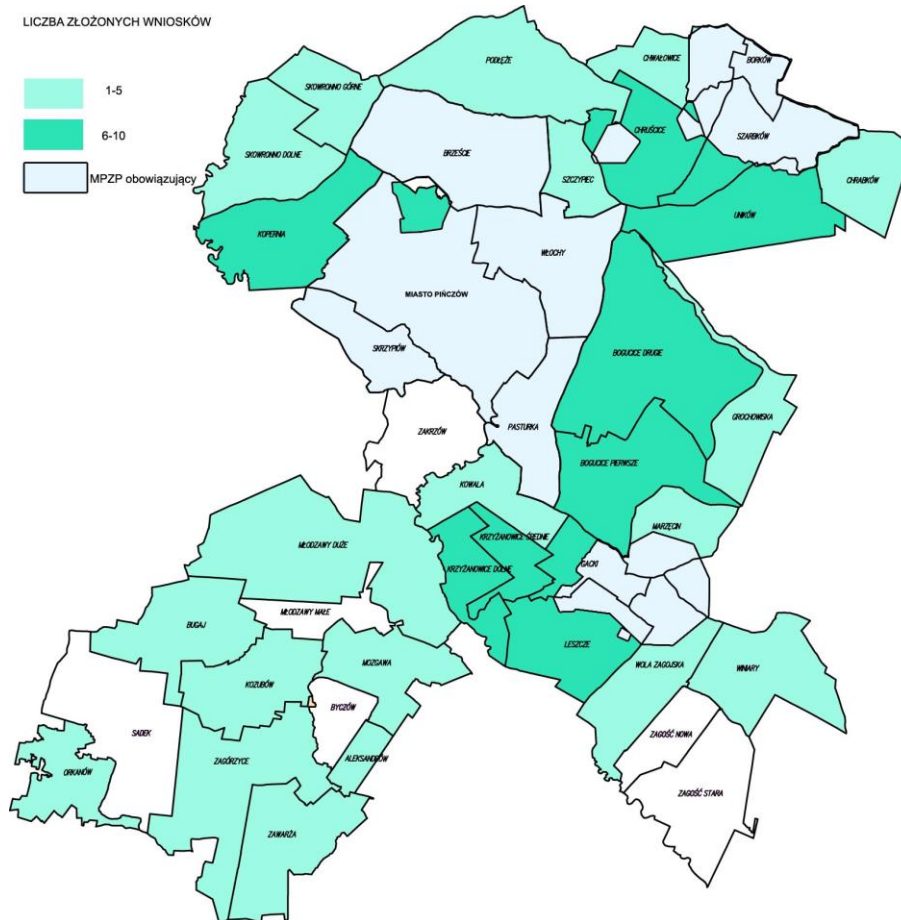 LICZBA ZŁOŻONYCH WNIOSKÓW
1-5
6-10
MPZP obowiązujący
PODŁĘŻE
CHWAŁOWICE
BORKÓW
SKOWRONNO GÓRNE
CHRUŚCICE
SZARBKÓW
BRZEŚCIE
SKOWRONNO DOLNE
SZCZYPIEC
CHRABKÓW
UNIKÓW
KOPERNIA
WŁOCHY
MIASTO PIŃCZÓW
SKRZYPIÓW
BOGUCICE DRUGIE
GROCHOWISKA
PASTURKA
ZAKRZÓW
BOGUCICE PIERWSZE
KOWALA
MARZĘCIN
KRZYŻANOWICE ŚREDNIE
MŁODZAWY DUŻE
GACKI
KRZYŻANOWICE DOLNE
MŁODZAWY MAŁE
BUGAJ
LESZCZE
MOZGAWA
WOLA ZAGOJSKA
WINIARY
KOZUBÓW
BYCZÓW
SADEK
ZAGOŚĆ NOWA
ALEKSANDRÓW
ZAGÓRZYCE
ORKANÓW
ZAGOŚĆ STARA
ZAWARŻA